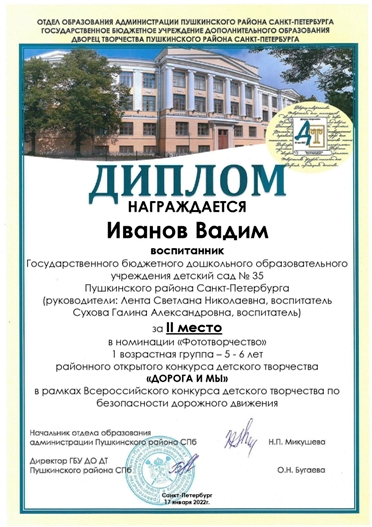 ОТДЕЛ ОБРАЗОВАНИЯ АДМИНИСТРАЦИИ ПУШКИНСКОГО РАЙОНА САНКТ-ПЕТЕРБУРГА
ГОСУДАРСТВЕННОЕ БЮДЖЕТНОЕ УЧРЕЖДЕНИЕ ДОПОЛНИТЕЛЬНОГО ОБРАЗОВАНИЯ
ДВОРЕЦ ТВОРЧЕСТВА ПУШКИНСКОГО РАЙОНА САНКТ-ПЕТЕРБУРГА
ДИПЛОМ
НАГРАЖДАЕТСЯ
Иванов Вадим
воспитанник
Государственного бюджетного дошкольного образовательного
учреждения детский сад № 35
Пушкинского района Санкт-Петербурга
(руководители: Лента Светлана Николаевна, воспитатель
Сухова Галина Александровна, воспитатель)
за II место
в номинации «Фототворчество»
1 возрастная группа – 5 - 6 лет
районного открытого конкурса детского творчества
«ДОРОГА И МЫ»
в рамках Всероссийского конкурса детского творчества по
безопасности дорожного движения
Начальник отдела образования
администрации Пушкинского района СПб
Н.П. Микушева
Директор ГБУ ДО ДТ
Пушкинского района СПб
О.Н. Бугаева
Санкт-Петербург
17 января 2022г.